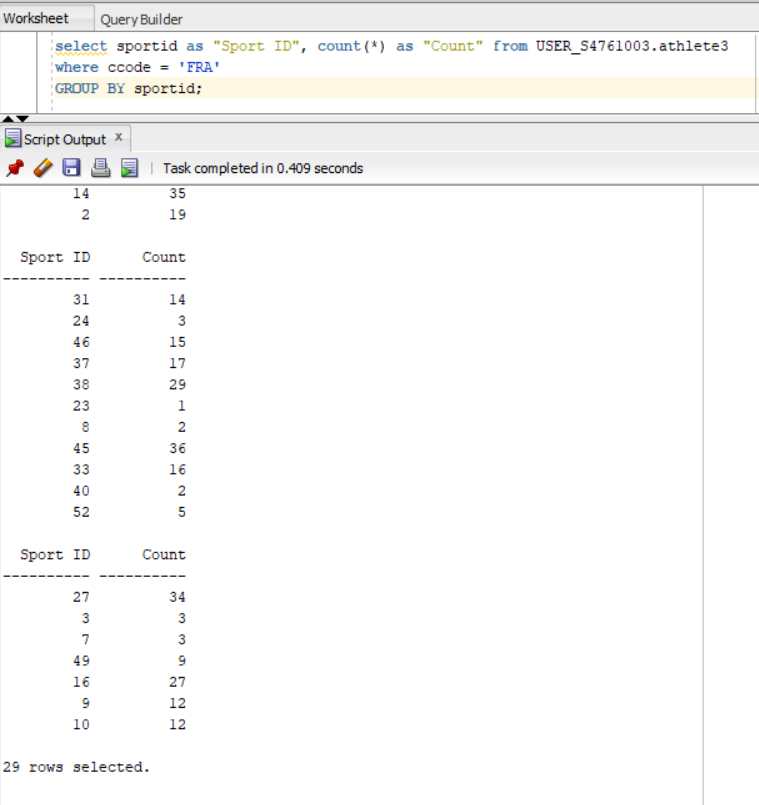 Worksheet Query Builder
select sportid as "Sport ID", count(*) as "Count" from USER_S4761003.athlete3
where ccode = 'FRA'
GROUP BY sportid;
Script Output x
Task completed in 0.409 seconds
14 35
2 19
Sport ID Count
---------- ----------
31 14
24 3
46 15
37 17
38 29
23 1
8 2
45 36
33 16
40 2
52 5
Sport ID Count
---------- ----------
27 34
3 3
7 3
49 9
16 27
9 12
10 12
29 rows selected.